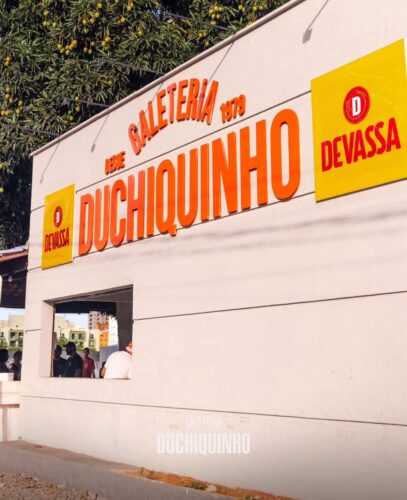 GALETERIA
DESDE 1979
DUCHIQUINHO
D
DEVASSA
D
DEVASSA
GALETERIA
DUCHIQUINHO